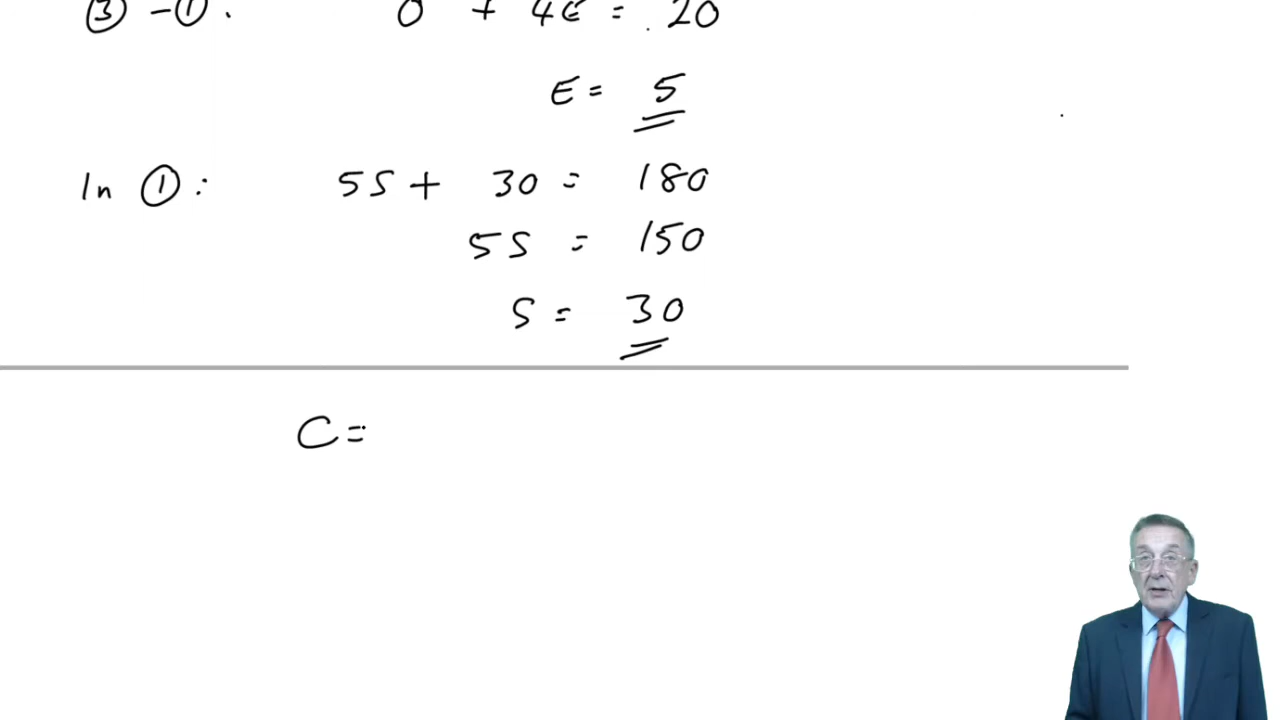 ③ - ①. 0 + 4E = 20
E = 5
In ①: 5S + 30 = 180
5S = 150
S = 30
C =